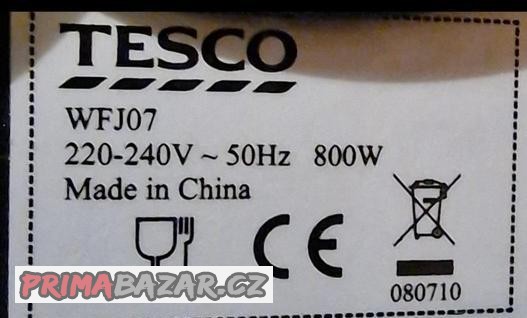 TESCO
WFJ07
220-240V ~ 50Hz 800W
Made in China
CE
080710
PRIMABAZAR.CZ